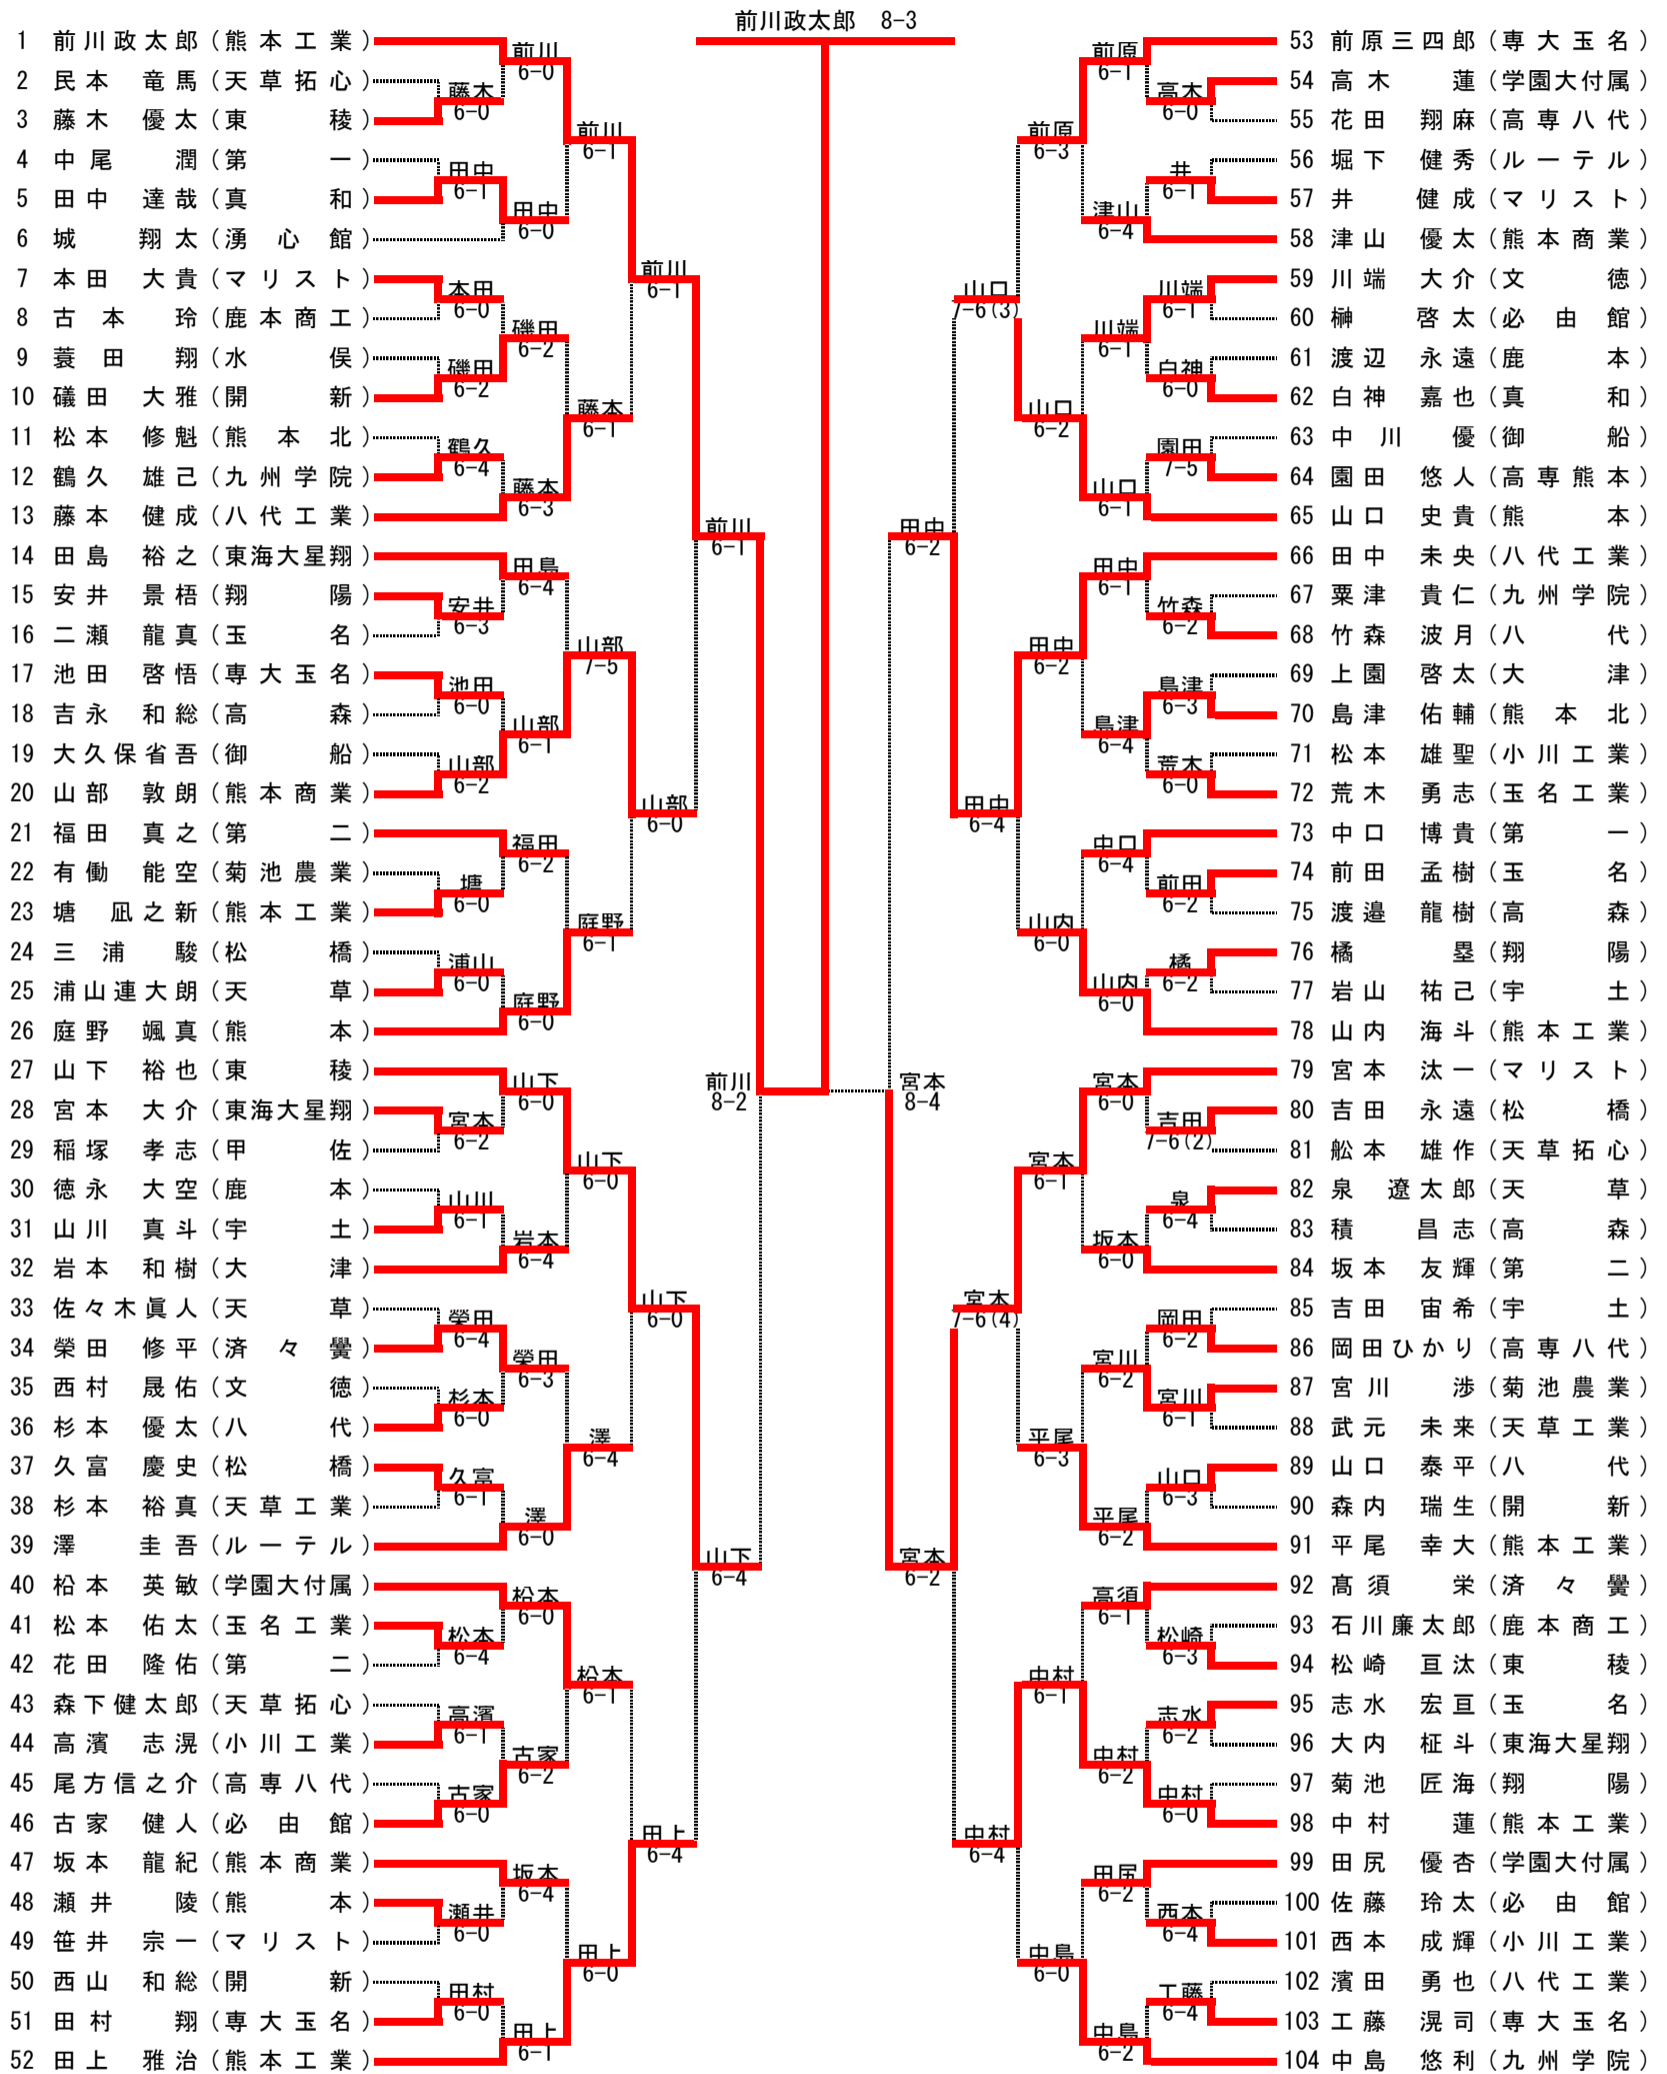 前川政太郎 8-3
1 前川政太郎（熊本工業）
2 民本 竜馬（天草拓心）
3 藤木 優太（東稜）
4 中尾 潤（第一）
5 田中 達哉（真和）
6 城 翔太（湧心館）
7 本田 大貴（マリスト）
8 古本 玲（鹿本商工）
9 蓑田 翔（水俣）
10 礒田 大雅（開新）
11 松本 修魁（熊本北）
12 鶴久 雄己（九州学院）
13 藤本 健成（八代工業）
14 田島 裕之（東海大星翔）
15 安井 景梧（翔陽）
16 二瀬 龍真（玉名）
17 池田 啓悟（専大玉名）
18 吉永 和総（高森）
19 大久保省吾（御船）
20 山部 敦朗（熊本商業）
21 福田 真之（第二）
22 有働 能空（菊池農業）
23 塘 凪之新（熊本工業）
24 三浦 駿（松橋）
25 浦山連大朗（天草）
26 庭野 颯真（熊本）
27 山下 裕也（東稜）
28 宮本 大介（東海大星翔）
29 稲塚 孝志（甲佐）
30 徳永 大空（鹿本）
31 山川 真斗（宇土）
32 岩本 和樹（大津）
33 佐々木眞人（天草）
34 榮田 修平（済々黌）
35 西村 晟佑（文徳）
36 杉本 優太（八代）
37 久富 慶史（松橋）
38 杉本 裕真（天草工業）
39 澤 圭吾（ルーテル）
40 枩本 英敏（学園大付属）
41 松本 佑太（玉名工業）
42 花田 隆佑（第二）
43 森下健太郎（天草拓心）
44 高濱 志滉（小川工業）
45 尾方信之介（高専八代）
46 古家 健人（必由館）
47 坂本 龍紀（熊本商業）
48 瀬井 陵（熊本）
49 笹井 宗一（マリスト）
50 西山 和総（開新）
51 田村 翔（専大玉名）
52 田上 雅治（熊本工業）
藤木 6-0
田中 6-1
本田 6-0
磯田 6-2
鶴久 6-4
安井 6-3
池田 6-0
山部 6-2
塘 6-0
浦山 6-0
宮本 6-2
山川 6-1
榮田 6-4
杉本 6-0
久富 6-1
松本 6-4
高濱 6-1
古家 6-0
瀬井 6-0
田村 6-0
前川 6-0
田中 6-0
磯田 6-2
藤本 6-3
田島 6-4
山部 6-1
福田 6-2
庭野 6-0
山下 6-0
岩本 6-4
榮田 6-3
澤 6-0
松本 6-0
古家 6-2
坂本 6-4
田上 6-1
前川 6-1
藤本 6-1
山部 7-5
庭野 6-1
山下 6-0
澤 6-4
松本 6-1
田上 6-0
前川 6-1
山部 6-0
山下 6-0
田上 6-4
前川 6-1
山下 6-4
前川 8-2
宮本 8-4
田中 6-2
宮本 6-2
山口 7-6(3)
田中 6-4
宮本 7-6(4)
中村 6-4
前原 6-3
山口 6-2
田中 6-2
山内 6-0
宮本 6-1
平尾 6-3
中村 6-1
中島 6-0
前原 6-1
津山 6-4
川端 6-1
山口 6-1
田中 6-1
島津 6-4
中口 6-4
山内 6-0
宮本 6-0
坂本 6-0
宮川 6-2
平尾 6-2
高須 6-1
中村 6-2
田尻 6-2
中島 6-2
高木 6-0
井 6-1
川端 6-1
白神 6-0
園田 7-5
竹森 6-2
島津 6-3
荒木 6-0
前田 6-2
橘 6-2
吉田 7-6(2)
泉 6-4
岡田 6-2
宮川 6-1
山口 6-3
松崎 6-3
志水 6-2
中村 6-0
西本 6-4
工藤 6-4
53 前原三四郎（専大玉名）
54 高木 蓮（学園大付属）
55 花田 翔麻（高専八代）
56 堀下 健秀（ルーテル）
57 井 健成（マリスト）
58 津山 優太（熊本商業）
59 川端 大介（文徳）
60 榊 啓太（必由館）
61 渡辺 永遠（鹿本）
62 白神 嘉也（真和）
63 中川 優（御船）
64 園田 悠人（高専熊本）
65 山口 史貴（熊本）
66 田中 未央（八代工業）
67 粟津 貴仁（九州学院）
68 竹森 波月（八代）
69 上園 啓太（大津）
70 島津 佑輔（熊本北）
71 松本 雄聖（小川工業）
72 荒木 勇志（玉名工業）
73 中口 博貴（第一）
74 前田 孟樹（玉名）
75 渡邉 龍樹（高森）
76 橘 塁（翔陽）
77 岩山 祐己（宇土）
78 山内 海斗（熊本工業）
79 宮本 汰一（マリスト）
80 吉田 永遠（松橋）
81 舩本 雄作（天草拓心）
82 泉 遼太郎（天草）
83 積 昌志（高森）
84 坂本 友輝（第二）
85 吉田 宙希（宇土）
86 岡田ひかり（高専八代）
87 宮川 渉（菊池農業）
88 武元 未来（天草工業）
89 山口 泰平（八代）
90 森内 瑞生（開新）
91 平尾 幸大（熊本工業）
92 髙須 栄（済々黌）
93 石川廉太郎（鹿本商工）
94 松崎 亘汰（東稜）
95 志水 宏亘（玉名）
96 大内 柾斗（東海大星翔）
97 菊池 匠海（翔陽）
98 中村 蓮（熊本工業）
99 田尻 優杏（学園大付属）
100 佐藤 玲太（必由館）
101 西本 成輝（小川工業）
102 濱田 勇也（八代工業）
103 工藤 滉司（専大玉名）
104 中島 悠利（九州学院）